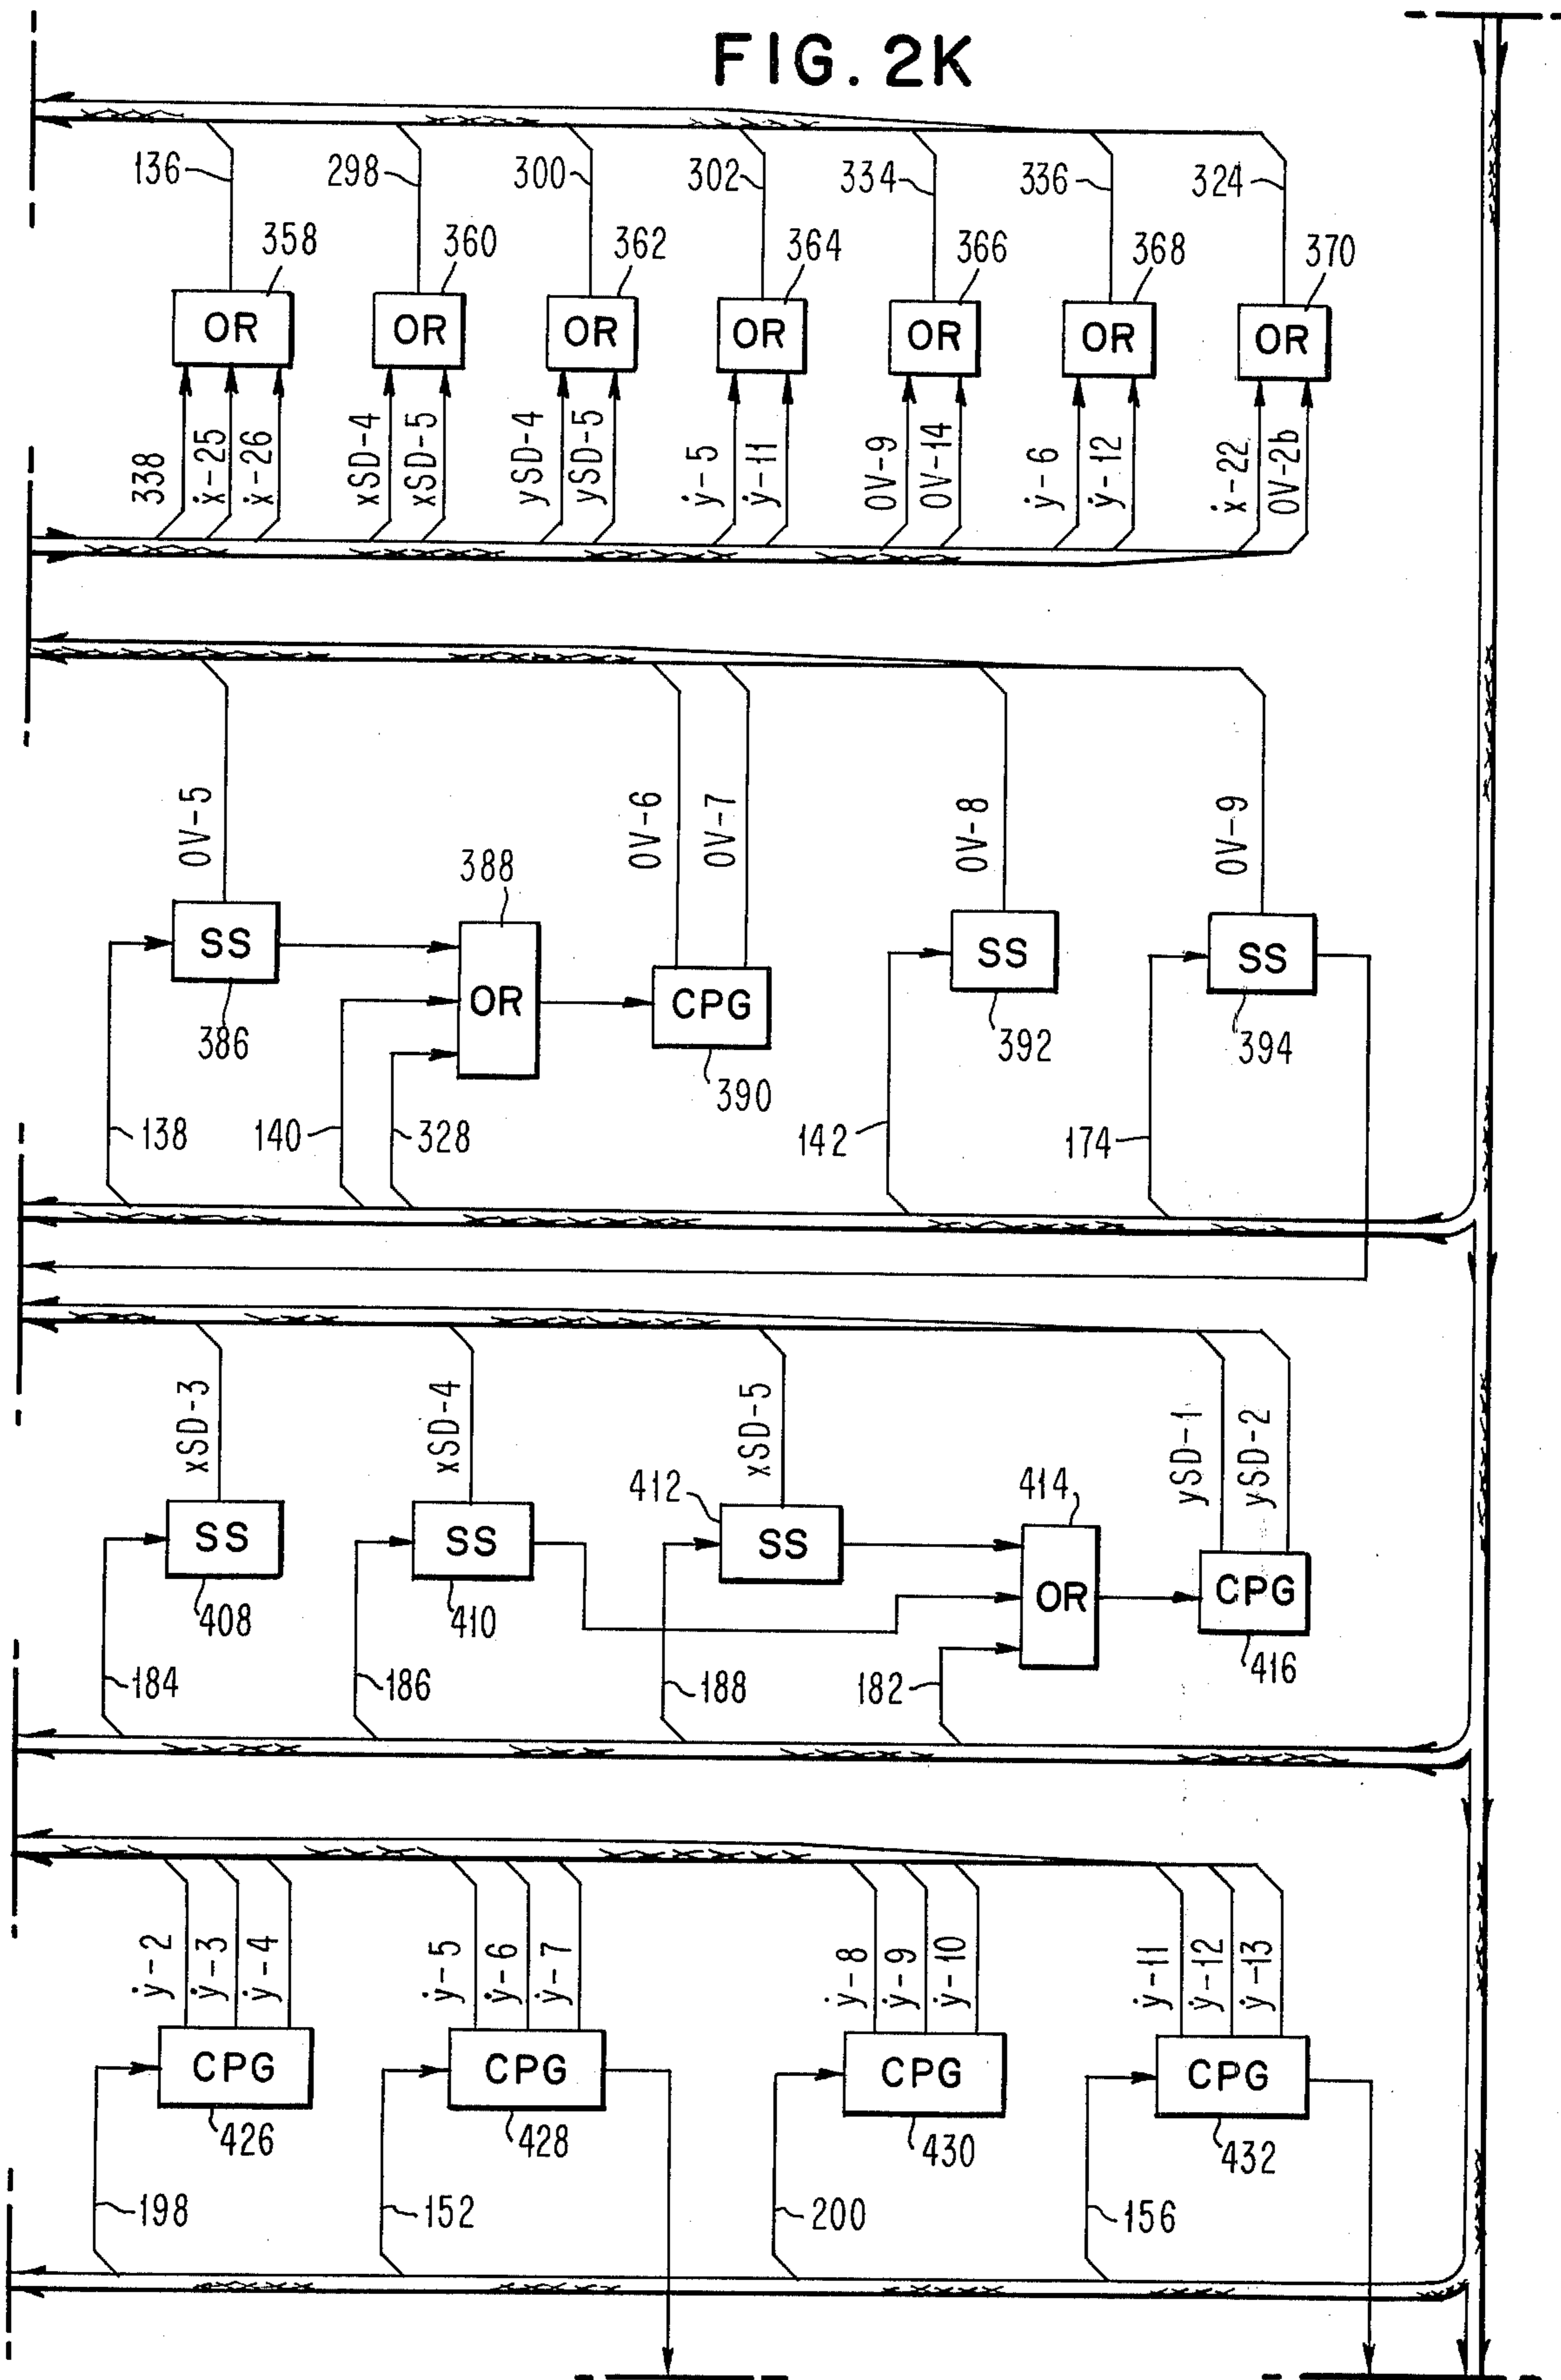 FIG. 2K
136
298
300
302
334
336
324
358
360
362
364
366
368
370
OR
OR
OR
OR
OR
OR
OR
338
ẋ-25
ẋ-26
xSD-4
xSD-5
ySD-4
ySD-5
ẏ-5
ẏ-11
OV-9
OV-14
ẏ-6
ẏ-12
ẋ-22
OV-2b
OV-5
OV-6
OV-7
OV-8
OV-9
388
SS
OR
CPG
SS
SS
386
390
392
394
138
140
328
142
174
xSD-3
xSD-4
xSD-5
ySD-1
ySD-2
412
414
SS
SS
SS
OR
CPG
408
410
416
184
186
188
182
ẏ-2
ẏ-3
ẏ-4
ẏ-5
ẏ-6
ẏ-7
ẏ-8
ẏ-9
ẏ-10
ẏ-11
ẏ-12
ẏ-13
CPG
CPG
CPG
CPG
426
428
430
432
198
152
200
156